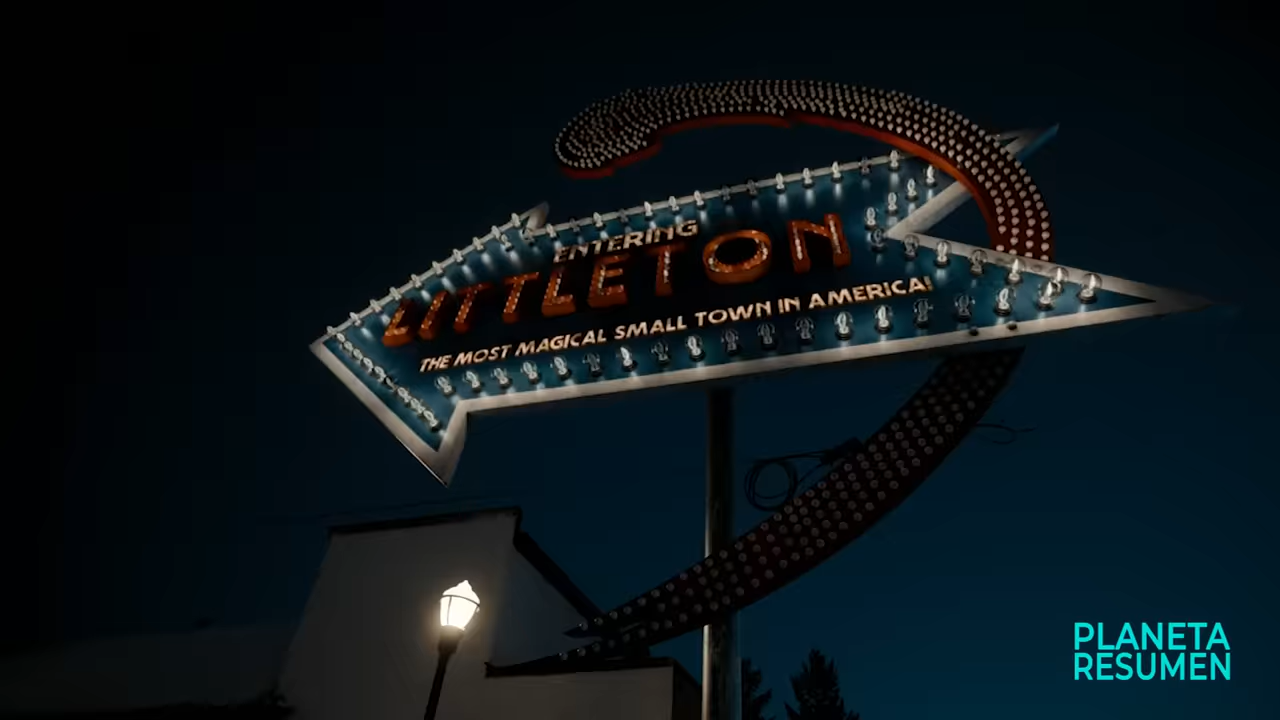 ENTERING
LITTLETON
THE MOST MAGICAL SMALL TOWN IN AMERICA!
PLANETA
RESUMEN